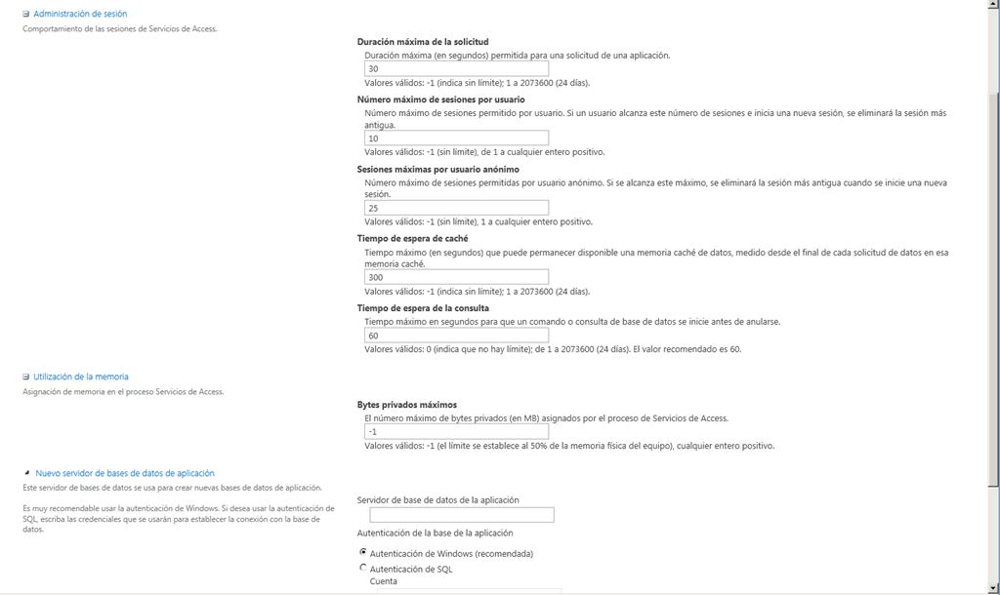 Administración de sesión
Comportamiento de las sesiones de Servicios de Access.
Duración máxima de la solicitud
Duración máxima (en segundos) permitida para una solicitud de una aplicación.
30
Valores válidos: -1 (indica sin límite); 1 a 2073600 (24 días).
Número máximo de sesiones por usuario
Número máximo de sesiones permitido por usuario. Si un usuario alcanza este número de sesiones e inicia una nueva sesión, se eliminará la sesión más
antigua.
10
Valores válidos: -1 (sin límite), de 1 a cualquier entero positivo.
Sesiones máximas por usuario anónimo
Número máximo de sesiones permitidas por usuario anónimo. Si se alcanza este máximo, se eliminará la sesión más antigua cuando se inicie una nueva
sesión.
25
Valores válidos: -1 (sin límite), 1 a cualquier entero positivo.
Tiempo de espera de caché
Tiempo máximo (en segundos) que puede permanecer disponible una memoria caché de datos, medido desde el final de cada solicitud de datos en esa
memoria caché.
300
Valores válidos: -1 (indica sin límite); 1 a 2073600 (24 días).
Tiempo de espera de la consulta
Tiempo máximo en segundos para que un comando o consulta de base de datos se inicie antes de anularse.
60
Valores válidos: 0 (indica que no hay límite); de 1 a 2073600 (24 días). El valor recomendado es 60.
Utilización de la memoria
Asignación de memoria en el proceso Servicios de Access.
Bytes privados máximos
El número máximo de bytes privados (en MB) asignados por el proceso de Servicios de Access.
-1
Valores válidos: -1 (el límite se establece al 50% de la memoria física del equipo), cualquier entero positivo.
Nuevo servidor de bases de datos de aplicación
Este servidor de bases de datos se usa para crear nuevas bases de datos de aplicación.
Es muy recomendable usar la autenticación de Windows. Si desea usar la autenticación de
SQL, escriba las credenciales que se usarán para establecer la conexión con la base de
datos.
Servidor de base de datos de la aplicación
Autenticación de la base de la aplicación
Autenticación de Windows (recomendada)
Autenticación de SQL
Cuenta